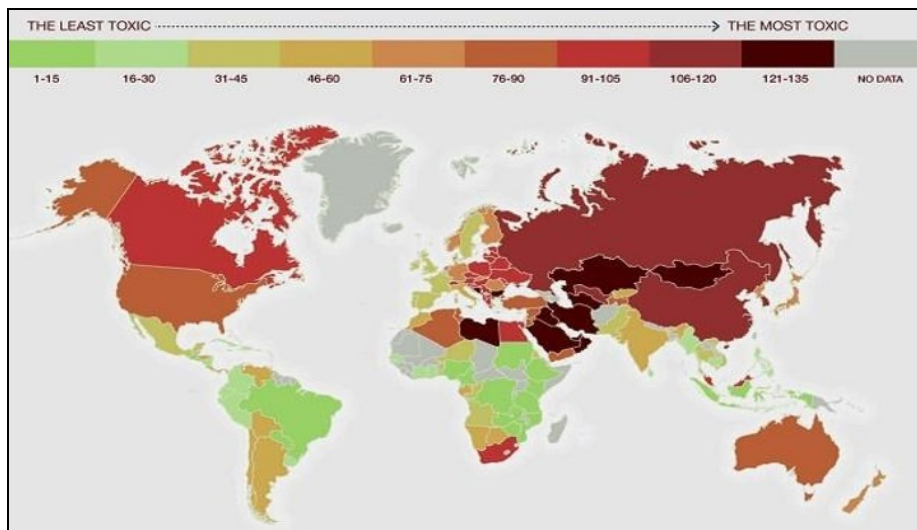 THE LEAST TOXIC THE MOST TOXIC
1-15 16-30 31-45 46-60 61-75 76-90 91-105 106-120 121-135 NO DATA